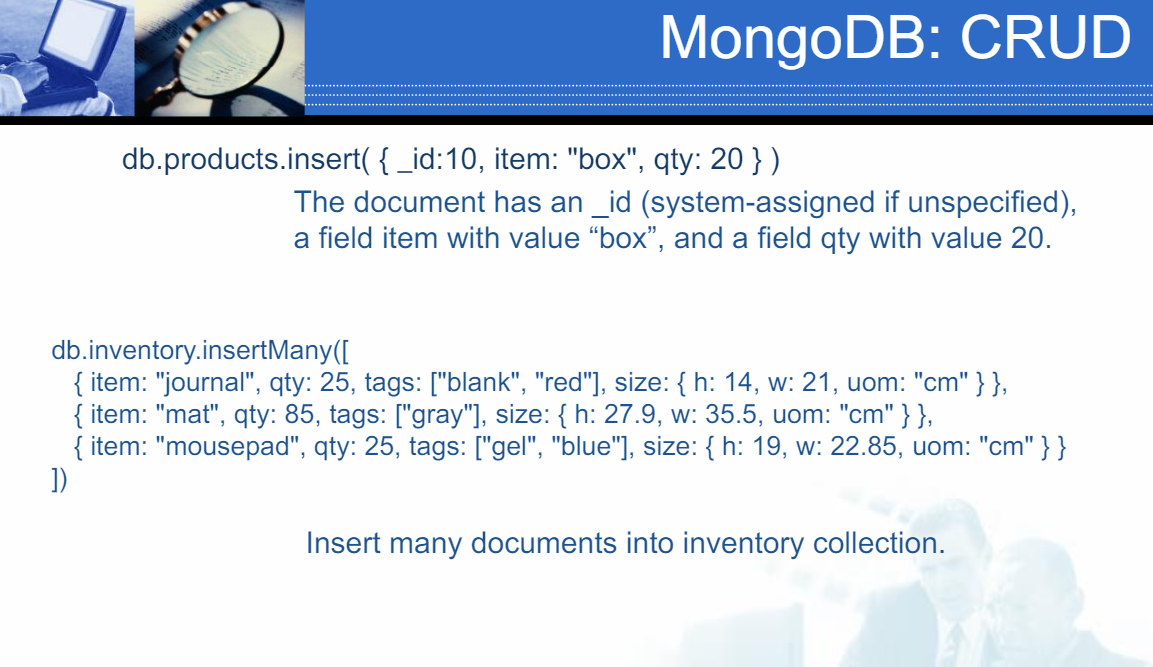 MongoDB: CRUD
db.products.insert( { _id:10, item: "box", qty: 20 } )
The document has an _id (system-assigned if unspecified),
a field item with value “box”, and a field qty with value 20.
db.inventory.insertMany([
{ item: "journal", qty: 25, tags: ["blank", "red"], size: { h: 14, w: 21, uom: "cm" } },
{ item: "mat", qty: 85, tags: ["gray"], size: { h: 27.9, w: 35.5, uom: "cm" } },
{ item: "mousepad", qty: 25, tags: ["gel", "blue"], size: { h: 19, w: 22.85, uom: "cm" } }
])
Insert many documents into inventory collection.